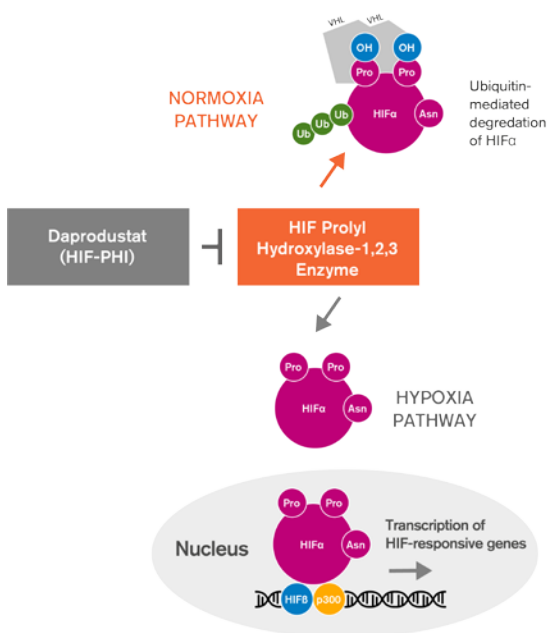 VHL VHL
OH OH
Pro Pro
NORMOXIA
PATHWAY
HIFα
Asn
Ub Ub Ub
Ubiquitin-
mediated
degredation
of HIFα
Daprodustat
(HIF-PHI)
HIF Prolyl
Hydroxylase-1,2,3
Enzyme
Pro Pro
HIFα
Asn
HYPOXIA
PATHWAY
Pro Pro
HIFα
Asn
Nucleus
Transcription of
HIF-responsive genes
HIFβ p300